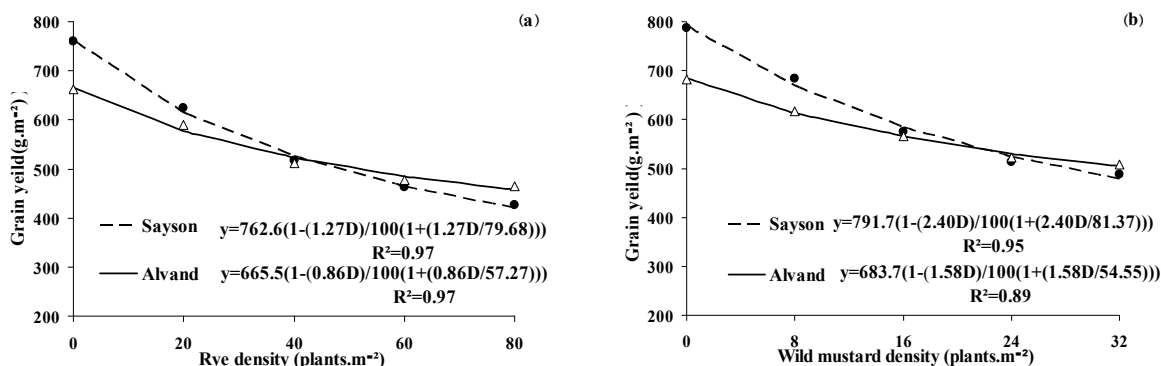 (a)
800
700
600
500
400
300
200
Grain yeild(g.m⁻²)
Sayson y=762.6(1-(1.27D)/100(1+(1.27D/79.68)))
R²=0.97
Alvand y=665.5(1-(0.86D)/100(1+(0.86D/57.27)))
R²=0.97
0 20 40 60 80
Rye density (plants.m⁻²)
(b)
800
700
600
500
400
300
200
Grain yeild(g.m⁻²)
Sayson y=791.7(1-(2.40D)/100(1+(2.40D/81.37)))
R²=0.95
Alvand y=683.7(1-(1.58D)/100(1+(1.58D/54.55)))
R²=0.89
0 8 16 24 32
Wild mustard density (plants.m⁻²)